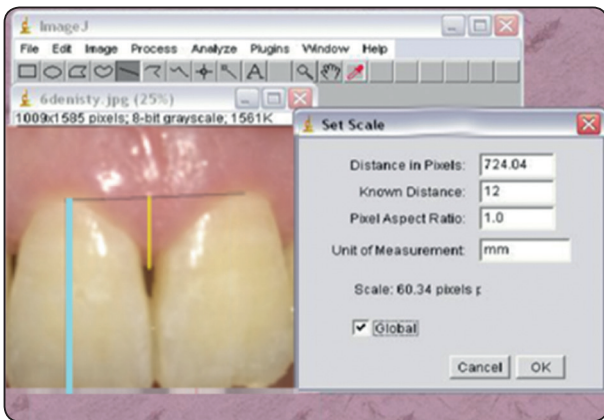 ImageJ
File Edit Image Process Analyze Plugins Window Help
A
6denisty.jpg (25%)
1009x1585 pixels; 8-bit grayscale; 1561K
Set Scale
Distance in Pixels: 724.04
Known Distance: 12
Pixel Aspect Ratio: 1.0
Unit of Measurement: mm
Scale: 60.34 pixels p
Global
Cancel OK